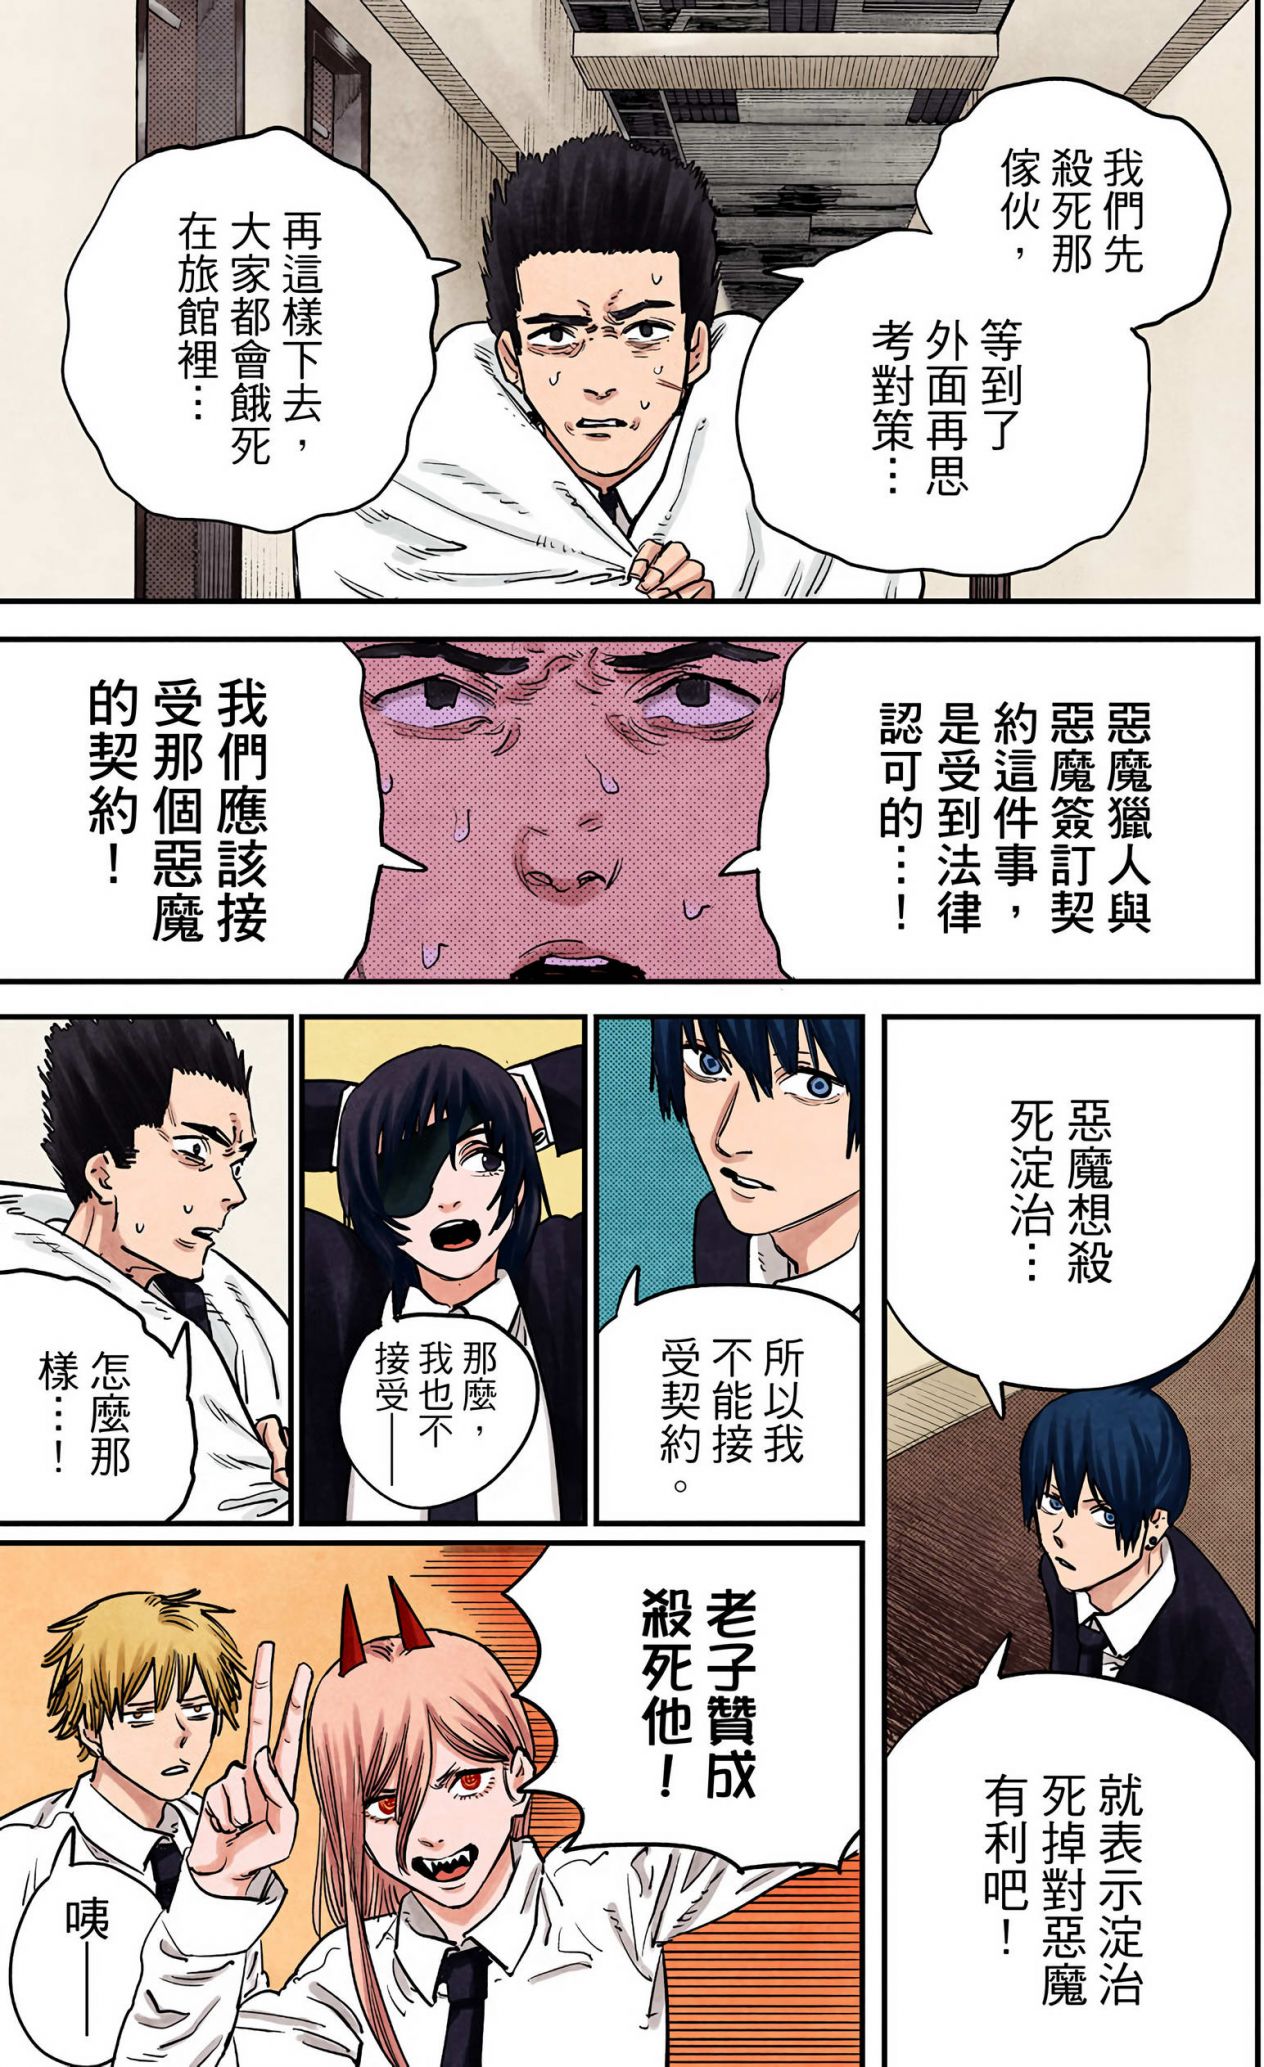 我們先
殺死那
傢伙，
等到了
外面再思
考對策…
再這樣下去，
大家都會餓死
在旅館裡…
惡魔獵人與
惡魔簽訂契
約這件事，
是受到法律
認可的…！
我們應該接
受那個惡魔
的契約！
惡魔想殺
死淀治…
就表示淀治
死掉對惡魔
有利吧！
所以我
不能接
受契約。
那麼，
我也不
接受——
怎麼那
樣…！
老子贊成
殺死他！
咦——